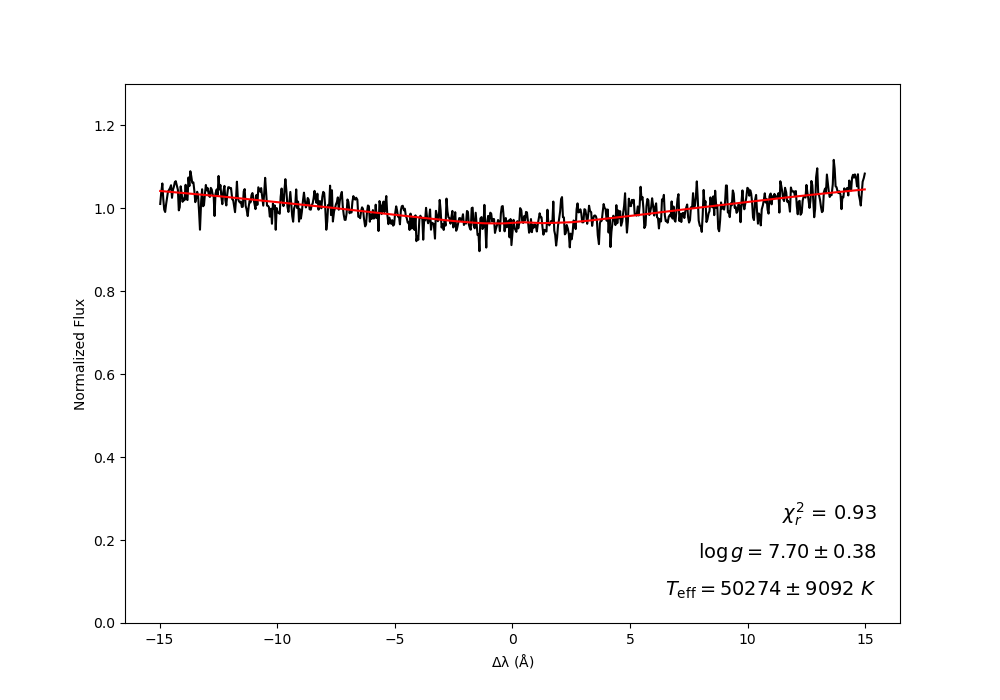 1.2
1.0
0.8
0.6
0.4
0.2
0.0
Normalized Flux
χ²ᵣ = 0.93
log g = 7.70 ± 0.38
T_eff = 50274 ± 9092 K
−15 −10 −5 0 5 10 15
Δλ (Å)